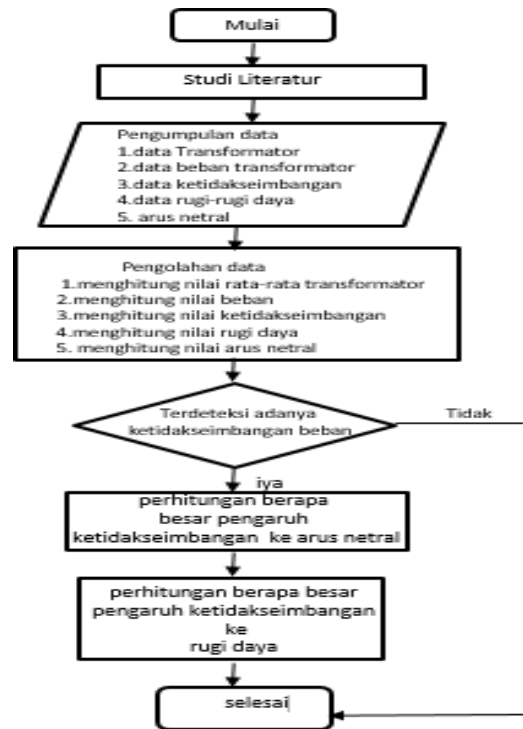 Mulai
Studi Literatur
Pengumpulan data
1.data Transformator
2.data beban transformator
3.data ketidakseimbangan
4.data rugi-rugi daya
5. arus netral
Pengolahan data
1.menghitung nilai rata-rata transformator
2.menghitung nilai beban
3.menghitung nilai ketidakseimbangan
4.menghitung nilai rugi daya
5. menghitung nilai arus netral
Terdeteksi adanya
ketidakseimbangan beban
Tidak
iya
perhitungan berapa
besar pengaruh
ketidakseimbangan ke arus netral
perhitungan berapa besar
pengaruh ketidakseimbangan
ke
rugi daya
selesai